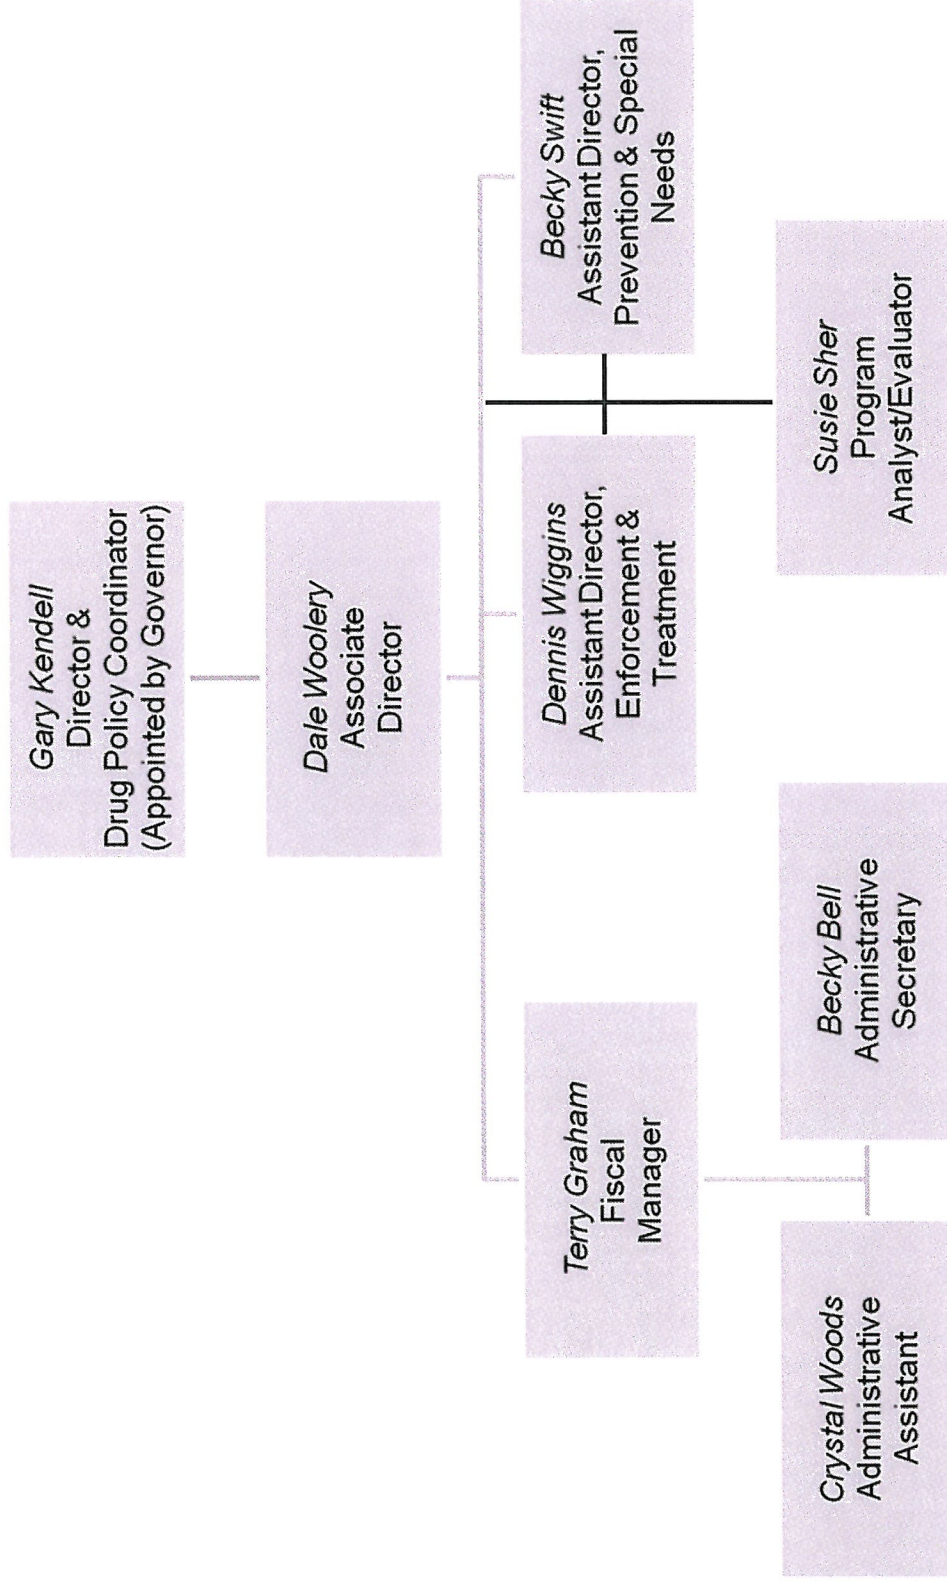 Gary Kendell
Director &
Drug Policy Coordinator
(Appointed by Governor)
Dale Woolery
Associate
Director
Terry Graham
Fiscal
Manager
Dennis Wiggins
Assistant Director,
Enforcement &
Treatment
Becky Swift
Assistant Director,
Prevention & Special
Needs
Crystal Woods
Administrative
Assistant
Becky Bell
Administrative
Secretary
Susie Sher
Program
Analyst/Evaluator